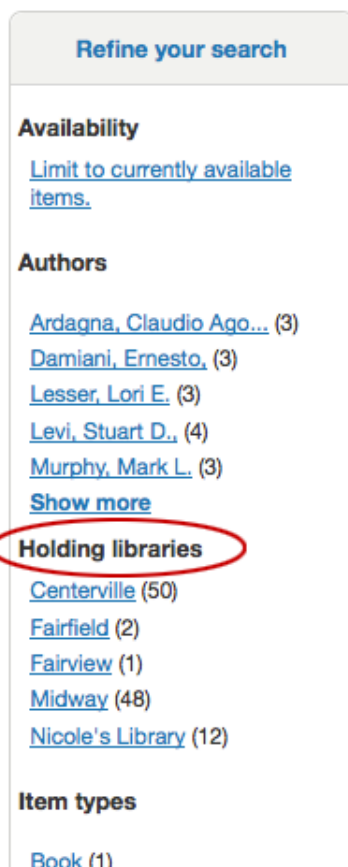 Refine your search
Availability
Limit to currently available
items.
Authors
Ardagna, Claudio Ago... (3)
Damiani, Ernesto, (3)
Lesser, Lori E. (3)
Levi, Stuart D., (4)
Murphy, Mark L. (3)
Show more
Holding libraries
Centerville (50)
Fairfield (2)
Fairview (1)
Midway (48)
Nicole's Library (12)
Item types
Book (1)